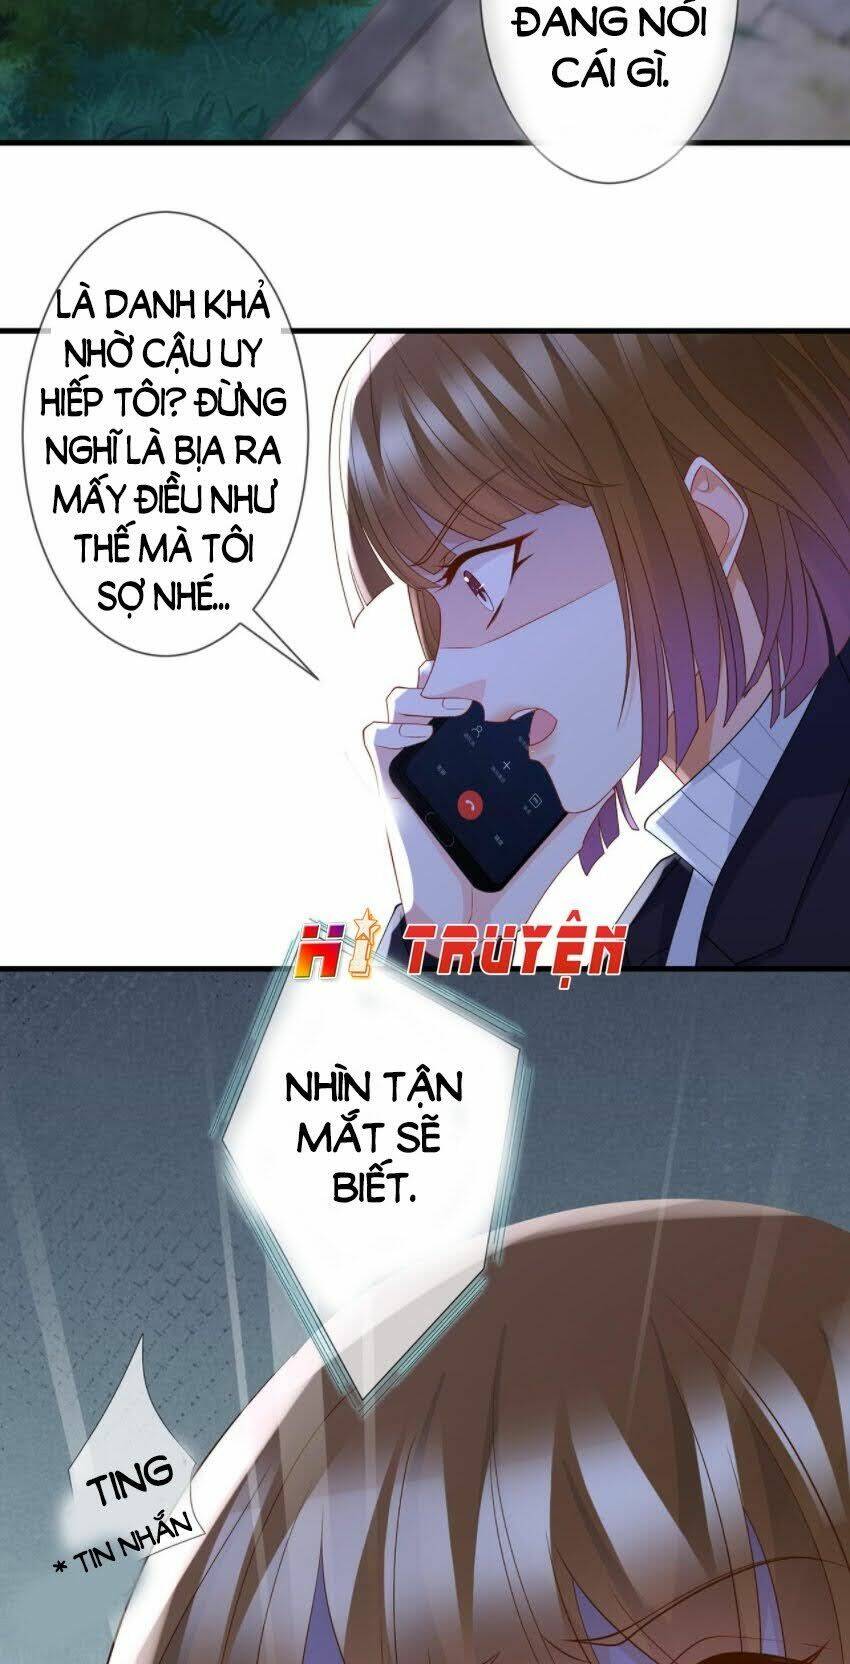 ĐANG NÓI
CÁI GÌ.
LÀ DANH KHẢ
NHỜ CẬU UY
HIẾP TÔI? ĐỪNG
NGHĨ LÀ BỊA RA
MẤY ĐIỀU NHƯ
THẾ MÀ TÔI
SỢ NHÉ...
HI TRUYỆN
NHÌN TẬN
MẮT SẼ
BIẾT.
TING
* TIN NHẮN